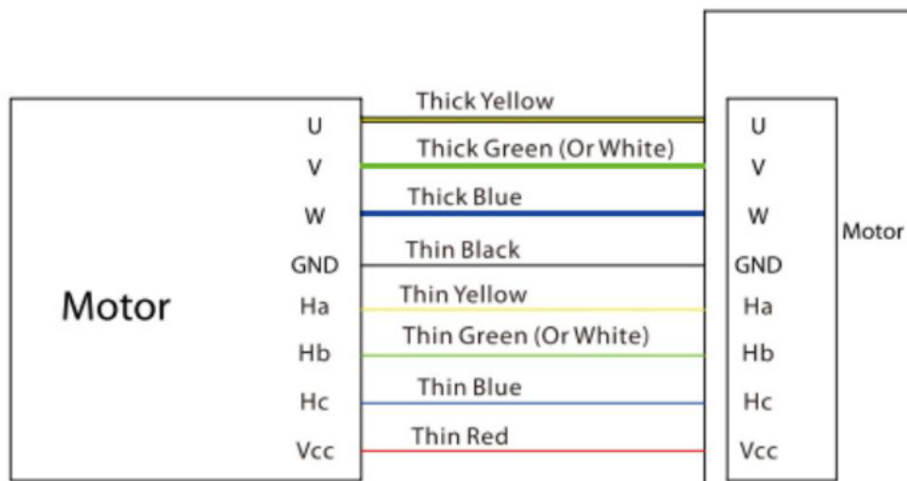 Thick Yellow
U
U
Thick Green (Or White)
V
V
Thick Blue
W
W
Motor
Thin Black
GND
GND
Thin Yellow
Motor
Ha
Ha
Thin Green (Or White)
Hb
Hb
Thin Blue
Hc
Hc
Thin Red
Vcc
Vcc